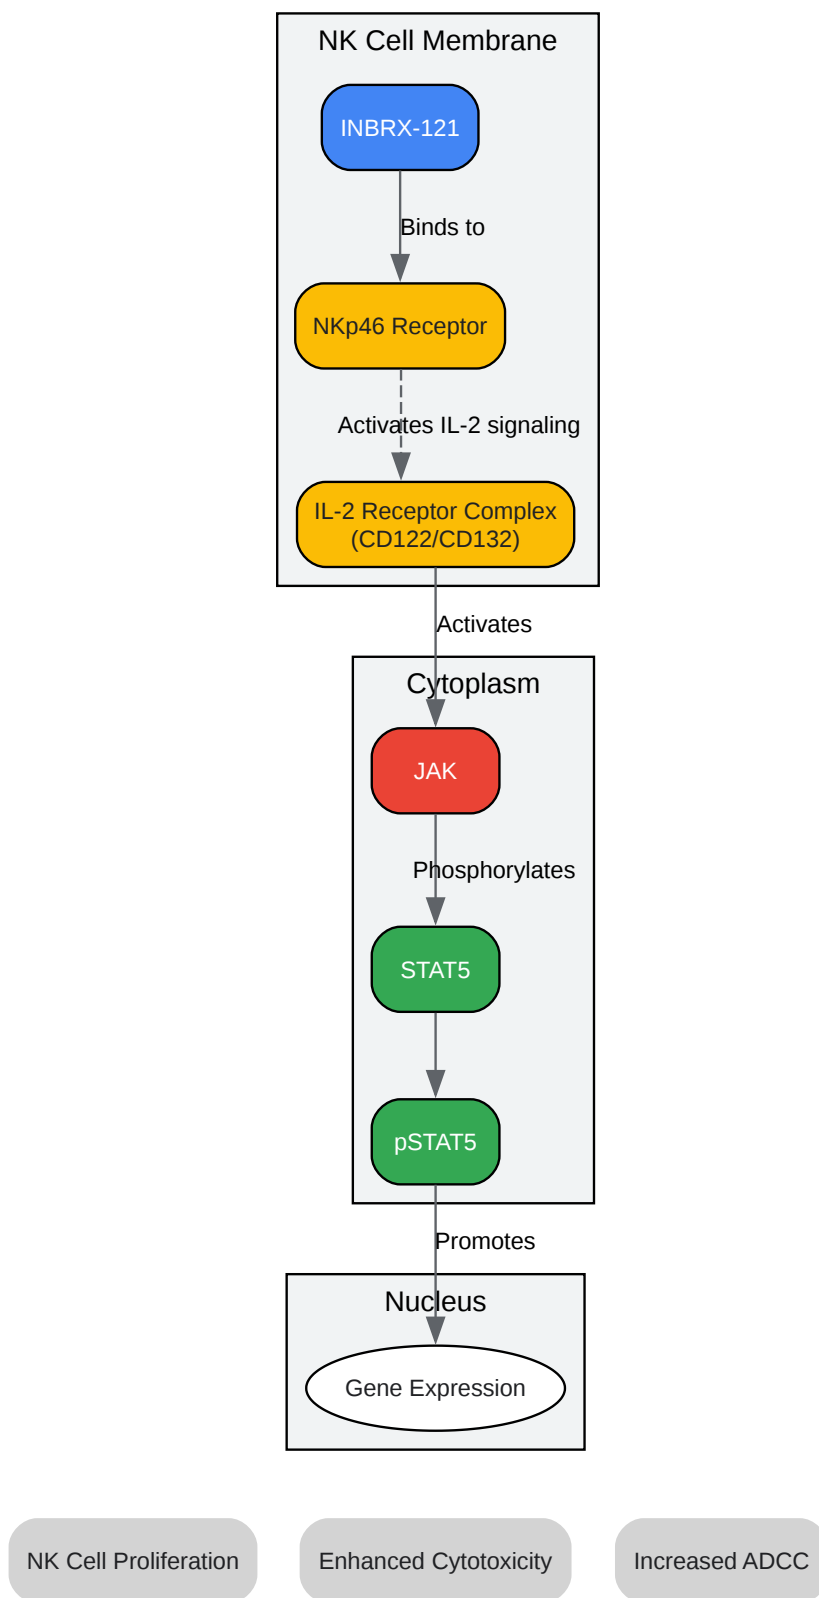 NK Cell Membrane
INBRX-121
Binds to
NKp46 Receptor
Activates IL-2 signaling
IL-2 Receptor Complex
(CD122/CD132)
Activates
Cytoplasm
JAK
Phosphorylates
STAT5
pSTAT5
Promotes
Nucleus
Gene Expression
NK Cell Proliferation
Enhanced Cytotoxicity
Increased ADCC